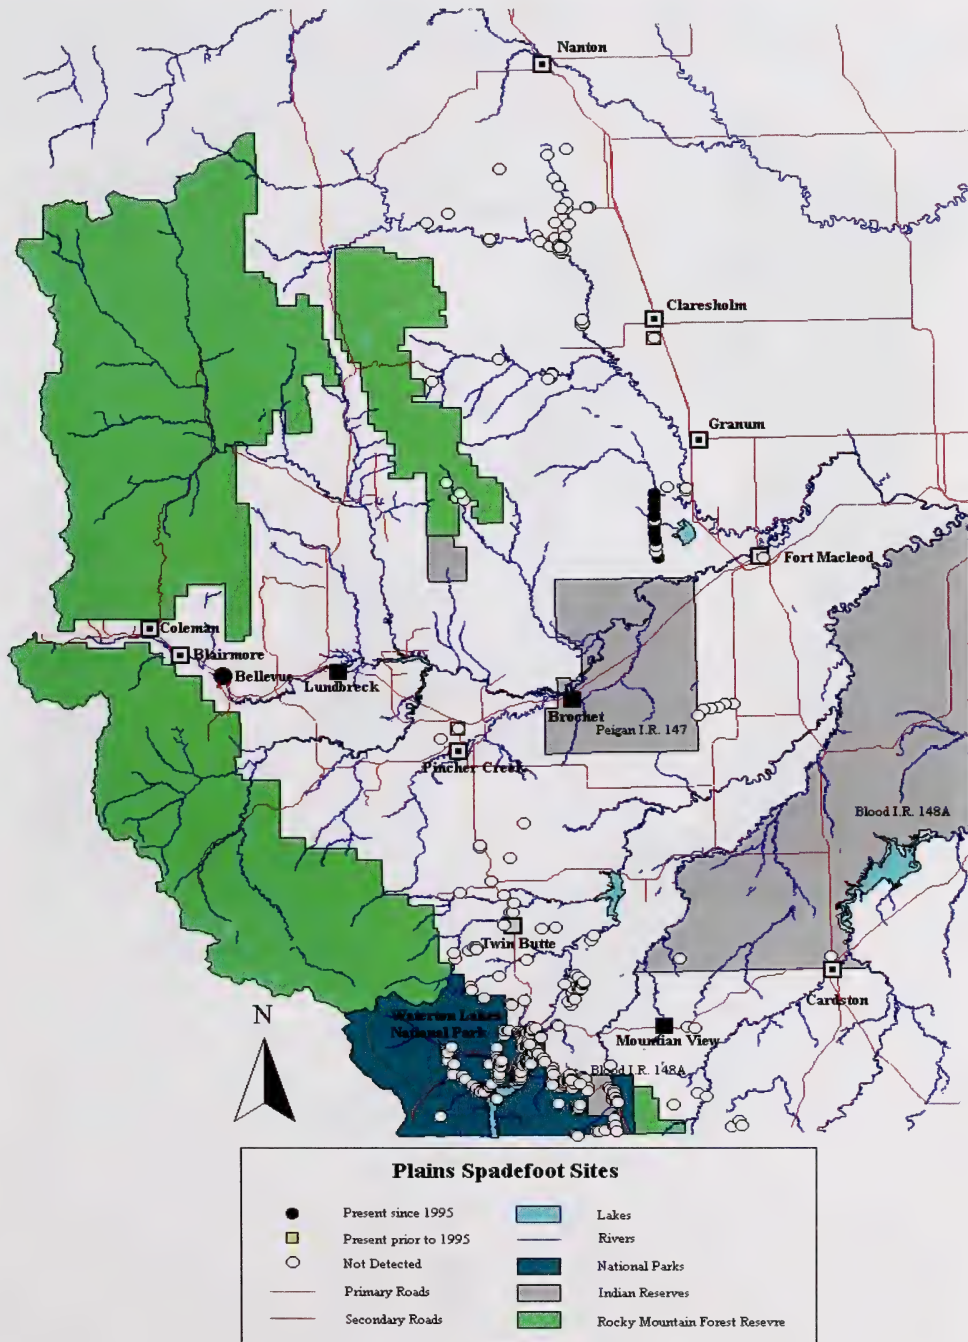 Nanton
Claresholm
Granum
Fort Macleod
Coleman
Blairmore
Bellevue
Lundbreck
Brochet
Peigan I.R. 147
Pincher Creek
Blood I.R. 148A
Twin Butte
Cardston
N
Waterton Lakes
National Park
Mountian View
Blood I.R. 148A
Plains Spadefoot Sites
Present since 1995
Lakes
Present prior to 1995
Rivers
Not Detected
National Parks
Primary Roads
Indian Reserves
Secondary Roads
Rocky Mountain Forest Resevre